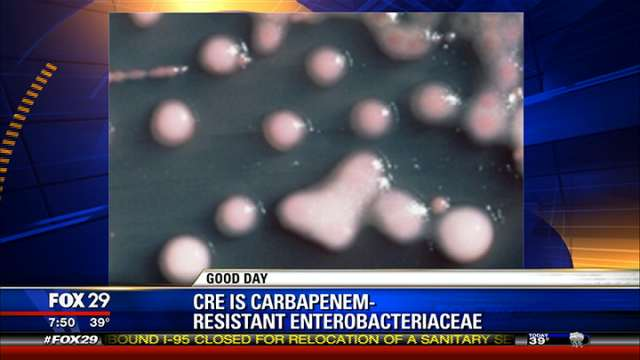 GOOD DAY
FOX 29
CRE IS CARBAPENEM-
RESISTANT ENTEROBACTERIACEAE
7:50 39°
#FOX29 BOUND I-95 CLOSED FOR RELOCATION OF A SANITARY SE
TODAY
39°